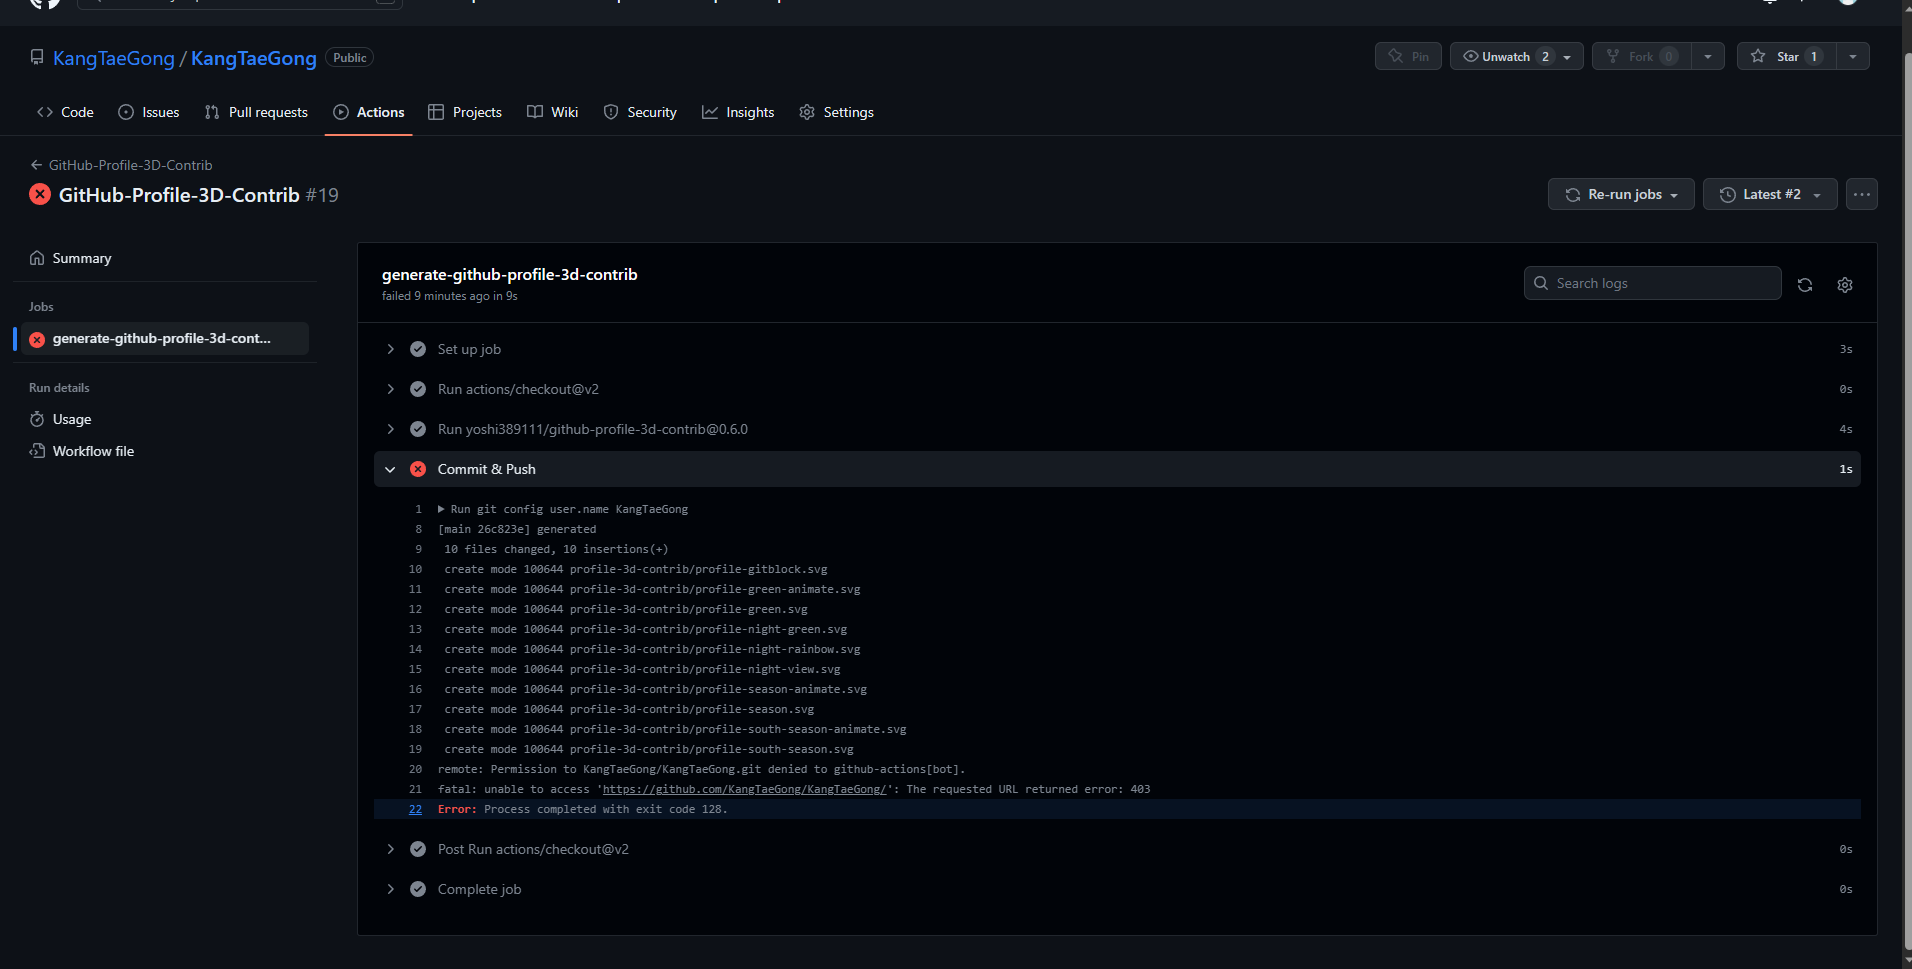 KangTaeGong / KangTaeGong Public
Pin
Unwatch 2
Fork 0
Star 1
Code
Issues
Pull requests
Actions
Projects
Wiki
Security
Insights
Settings
GitHub-Profile-3D-Contrib
GitHub-Profile-3D-Contrib #19
Re-run jobs
Latest #2
Summary
Jobs
generate-github-profile-3d-cont...
Run details
Usage
Workflow file
generate-github-profile-3d-contrib
failed 9 minutes ago in 9s
Search logs
Set up job 3s
Run actions/checkout@v2 0s
Run yoshi389111/github-profile-3d-contrib@0.6.0 4s
Commit & Push 1s
1 Run git config user.name KangTaeGong
8 [main 26c823e] generated
9 10 files changed, 10 insertions(+)
10 create mode 100644 profile-3d-contrib/profile-gitblock.svg
11 create mode 100644 profile-3d-contrib/profile-green-animate.svg
12 create mode 100644 profile-3d-contrib/profile-green.svg
13 create mode 100644 profile-3d-contrib/profile-night-green.svg
14 create mode 100644 profile-3d-contrib/profile-night-rainbow.svg
15 create mode 100644 profile-3d-contrib/profile-night-view.svg
16 create mode 100644 profile-3d-contrib/profile-season-animate.svg
17 create mode 100644 profile-3d-contrib/profile-season.svg
18 create mode 100644 profile-3d-contrib/profile-south-season-animate.svg
19 create mode 100644 profile-3d-contrib/profile-south-season.svg
20 remote: Permission to KangTaeGong/KangTaeGong.git denied to github-actions[bot].
21 fatal: unable to access 'https://github.com/KangTaeGong/KangTaeGong/': The requested URL returned error: 403
22 Error: Process completed with exit code 128.
Post Run actions/checkout@v2 0s
Complete job 0s